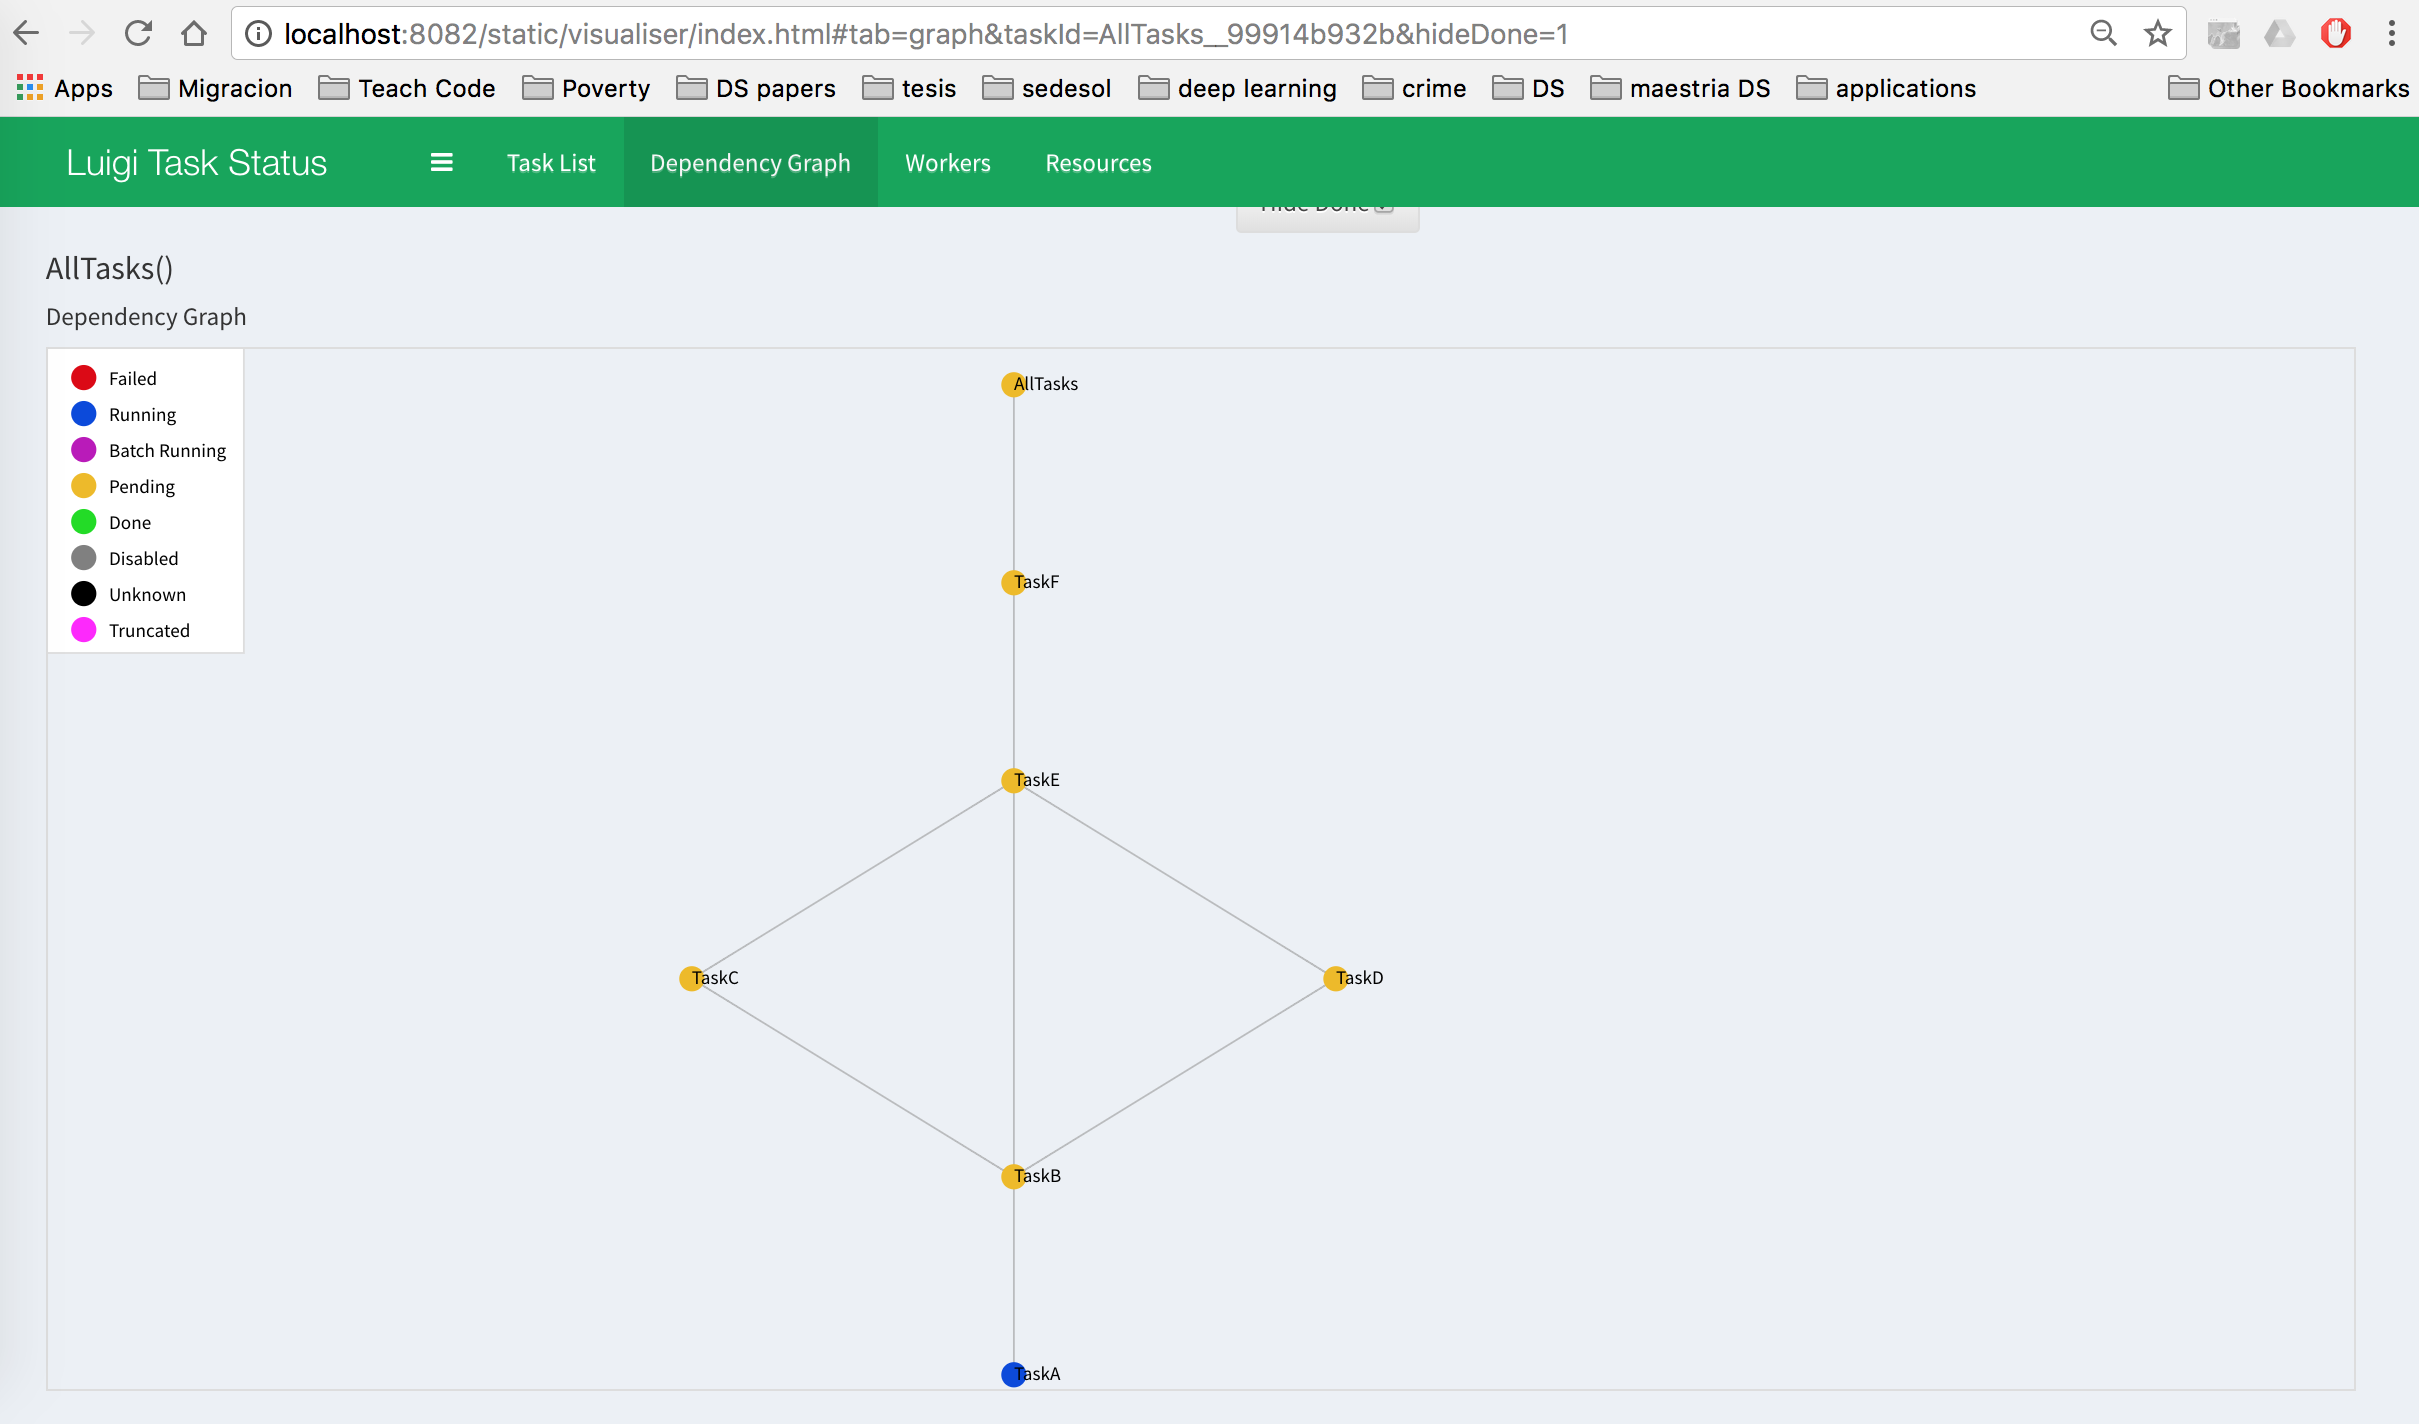 localhost:8082/static/visualiser/index.html#tab=graph&taskId=AllTasks__99914b932b&hideDone=1
Apps Migracion Teach Code Poverty DS papers tesis sedesol deep learning crime DS maestria DS applications Other Bookmarks
Luigi Task Status Task List Dependency Graph Workers Resources
Hide Done
AllTasks()
Dependency Graph
Failed
Running
Batch Running
Pending
Done
Disabled
Unknown
Truncated
AllTasks
TaskF
TaskE
TaskC
TaskD
TaskB
TaskA